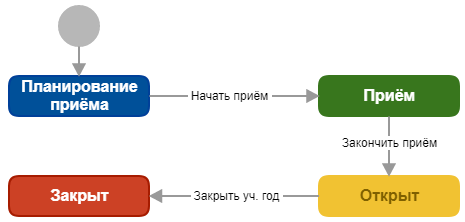 Планирование
приёма
Начать приём
Приём
Закончить приём
Закрыт
Закрыть уч. год
Открыт